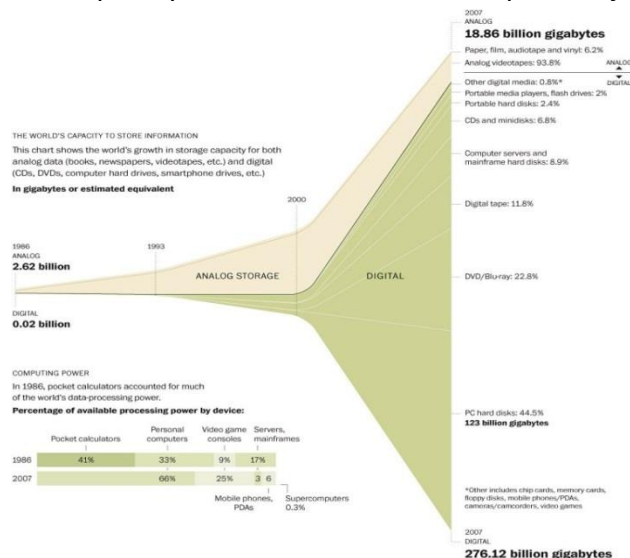 2007
ANALOG
18.86 billion gigabytes
Paper, film, audiotape and vinyl: 6.2%
Analog videotapes: 93.8%
ANALOG
DIGITAL
Other digital media: 0.8%*
Portable media players, flash drives: 2%
Portable hard disks: 2.4%
CDs and minidisks: 6.8%
Computer servers and
mainframe hard disks: 8.9%
Digital tape: 11.8%
DVD/Blu-ray: 22.8%
PC hard disks: 44.5%
123 billion gigabytes
*Other includes chip cards, memory cards,
floppy disks, mobile phones/PDAs,
cameras/camcorders, video games
2007
DIGITAL
276.12 billion gigabytes
THE WORLD'S CAPACITY TO STORE INFORMATION
This chart shows the world's growth in storage capacity for both
analog data (books, newspapers, videotapes, etc.) and digital
(CDs, DVDs, computer hard drives, smartphone drives, etc.)
In gigabytes or estimated equivalent
1986
ANALOG
2.62 billion
DIGITAL
0.02 billion
1993
2000
ANALOG STORAGE
DIGITAL
COMPUTING POWER
In 1986, pocket calculators accounted for much
of the world's data-processing power.
Percentage of available processing power by device:
Pocket calculators
Personal
computers
Video game
consoles
Servers,
mainframes
1986 41% 33% 9% 17%
2007 66% 25% 3 6
Mobile phones,
PDAs
Supercomputers
0.3%